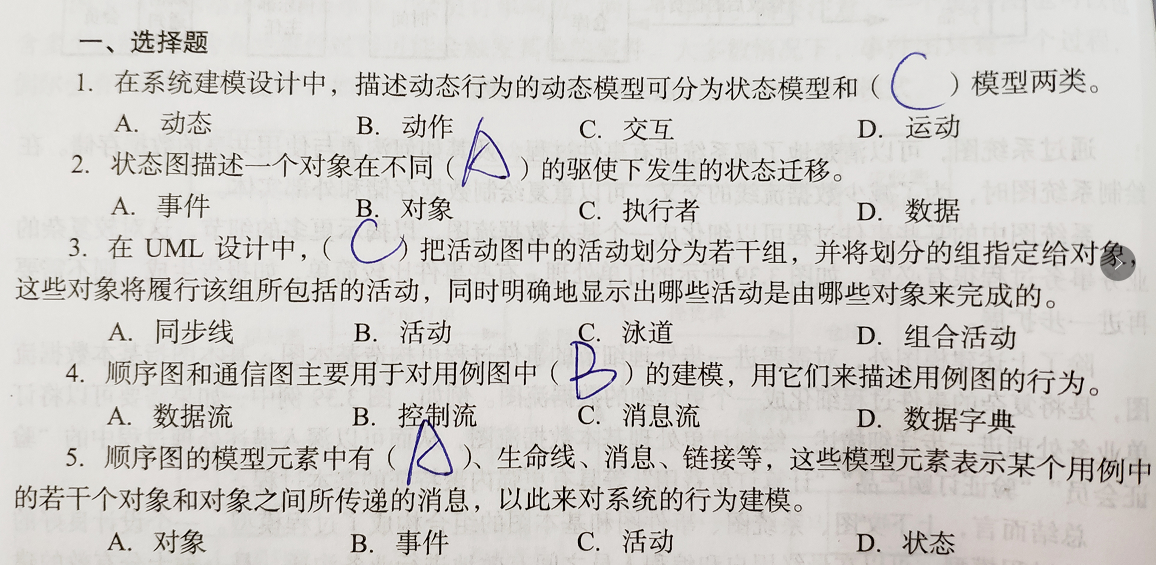 一、选择题
1. 在系统建模设计中，描述动态行为的动态模型可分为状态模型和（ C ）模型两类。
A. 动态 B. 动作 C. 交互 D. 运动
2. 状态图描述一个对象在不同（ A ）的驱使下发生的状态迁移。
A. 事件 B. 对象 C. 执行者 D. 数据
3. 在 UML 设计中，（ C ）把活动图中的活动划分为若干组，并将划分的组指定给对象，
这些对象将履行该组所包括的活动，同时明确地显示出哪些活动是由哪些对象来完成的。
A. 同步线 B. 活动 C. 泳道 D. 组合活动
4. 顺序图和通信图主要用于对用例图中（ B ）的建模，用它们来描述用例图的行为。
A. 数据流 B. 控制流 C. 消息流 D. 数据字典
5. 顺序图的模型元素中有（ A ）、生命线、消息、链接等，这些模型元素表示某个用例中
的若干个对象和对象之间所传递的消息，以此来对系统的行为建模。
A. 对象 B. 事件 C. 活动 D. 状态